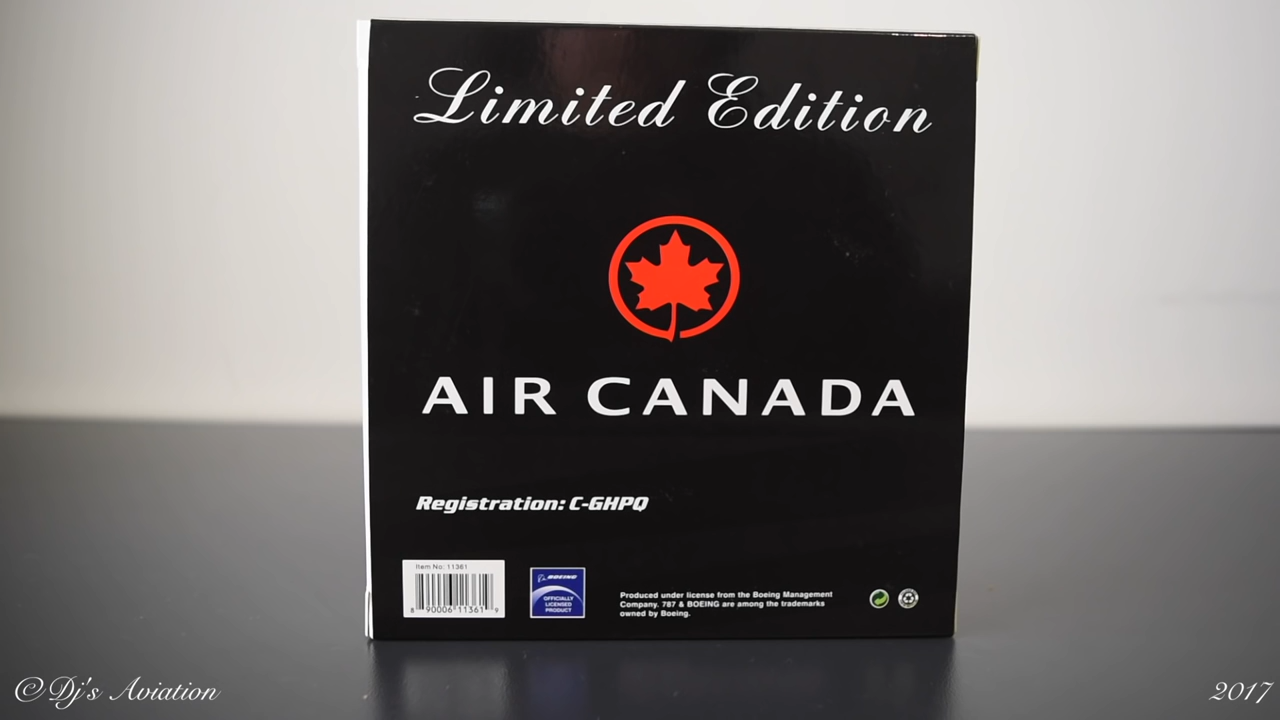 Limited Edition
AIR CANADA
Registration: C-GHPQ
Item No: 11361
8 90006 11361 9
BOEING
OFFICIALLY
LICENSED
PRODUCT
Produced under license from the Boeing Management
Company. 787 & BOEING are among the trademarks
owned by Boeing.
©Dj's Aviation
2017